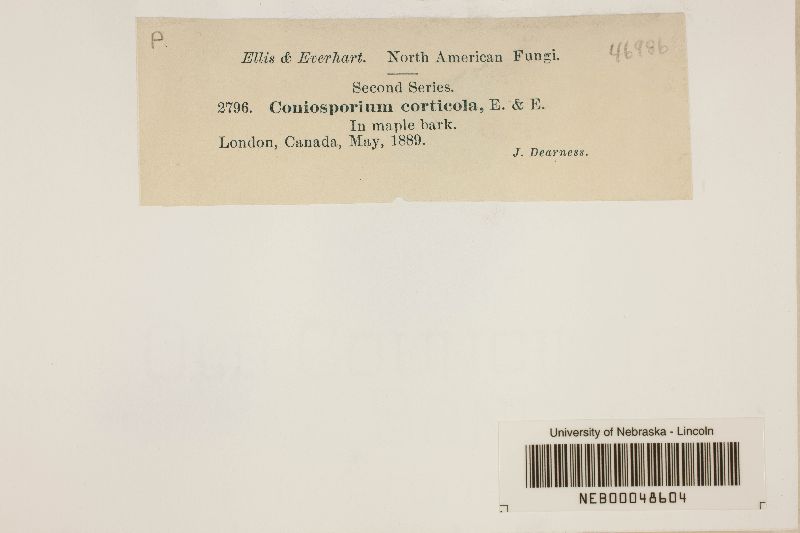 P.
46986
Ellis & Everhart. North American Fungi.
Second Series.
2796. Coniosporium corticola, E. & E.
In maple bark.
London, Canada, May, 1889.
J. Dearness.
University of Nebraska - Lincoln
NEB00048604